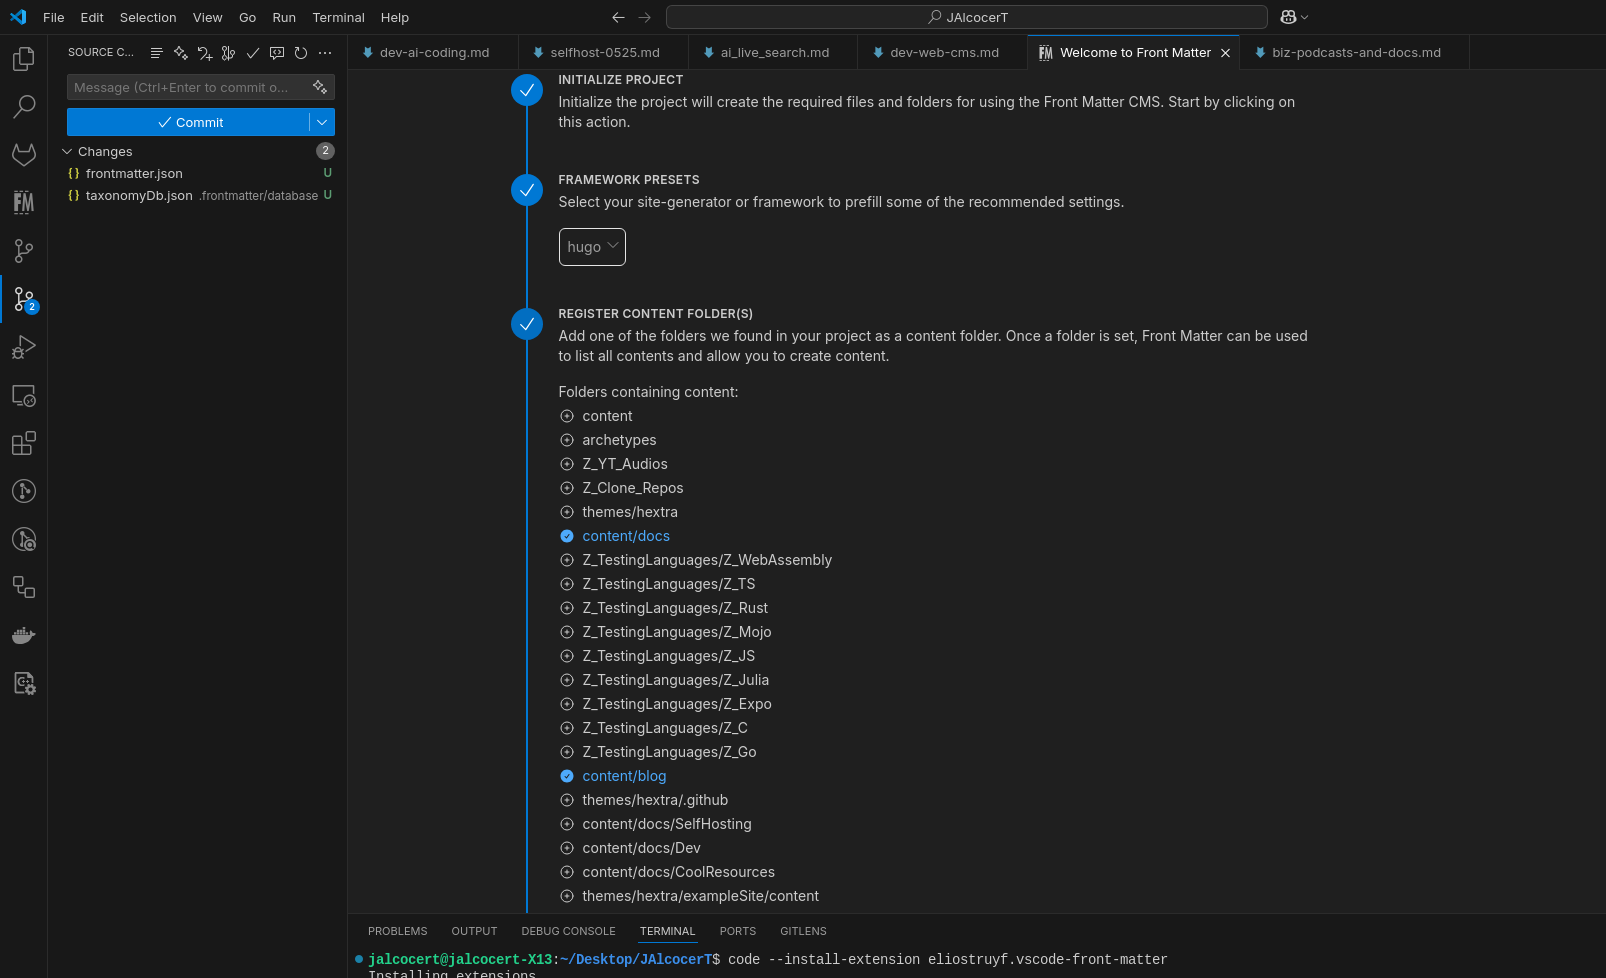 File Edit Selection View Go Run Terminal Help
JAlcocerT
SOURCE C...
dev-ai-coding.md
selfhost-0525.md
ai_live_search.md
dev-web-cms.md
FM Welcome to Front Matter
biz-podcasts-and-docs.md
Message (Ctrl+Enter to commit o...
Commit
Changes 2
{} frontmatter.json U
{} taxonomyDb.json .frontmatter/database U
FM
2
INITIALIZE PROJECT
Initialize the project will create the required files and folders for using the Front Matter CMS. Start by clicking on
this action.
FRAMEWORK PRESETS
Select your site-generator or framework to prefill some of the recommended settings.
hugo
REGISTER CONTENT FOLDER(S)
Add one of the folders we found in your project as a content folder. Once a folder is set, Front Matter can be used
to list all contents and allow you to create content.
Folders containing content:
content
archetypes
Z_YT_Audios
Z_Clone_Repos
themes/hextra
content/docs
Z_TestingLanguages/Z_WebAssembly
Z_TestingLanguages/Z_TS
Z_TestingLanguages/Z_Rust
Z_TestingLanguages/Z_Mojo
Z_TestingLanguages/Z_JS
Z_TestingLanguages/Z_Julia
Z_TestingLanguages/Z_Expo
Z_TestingLanguages/Z_C
Z_TestingLanguages/Z_Go
content/blog
themes/hextra/.github
content/docs/SelfHosting
content/docs/Dev
content/docs/CoolResources
themes/hextra/exampleSite/content
PROBLEMS OUTPUT DEBUG CONSOLE TERMINAL PORTS GITLENS
jalcocert@jalcocert-X13:~/Desktop/JAlcocerT$ code --install-extension eliostruyf.vscode-front-matter
Installing extensions...